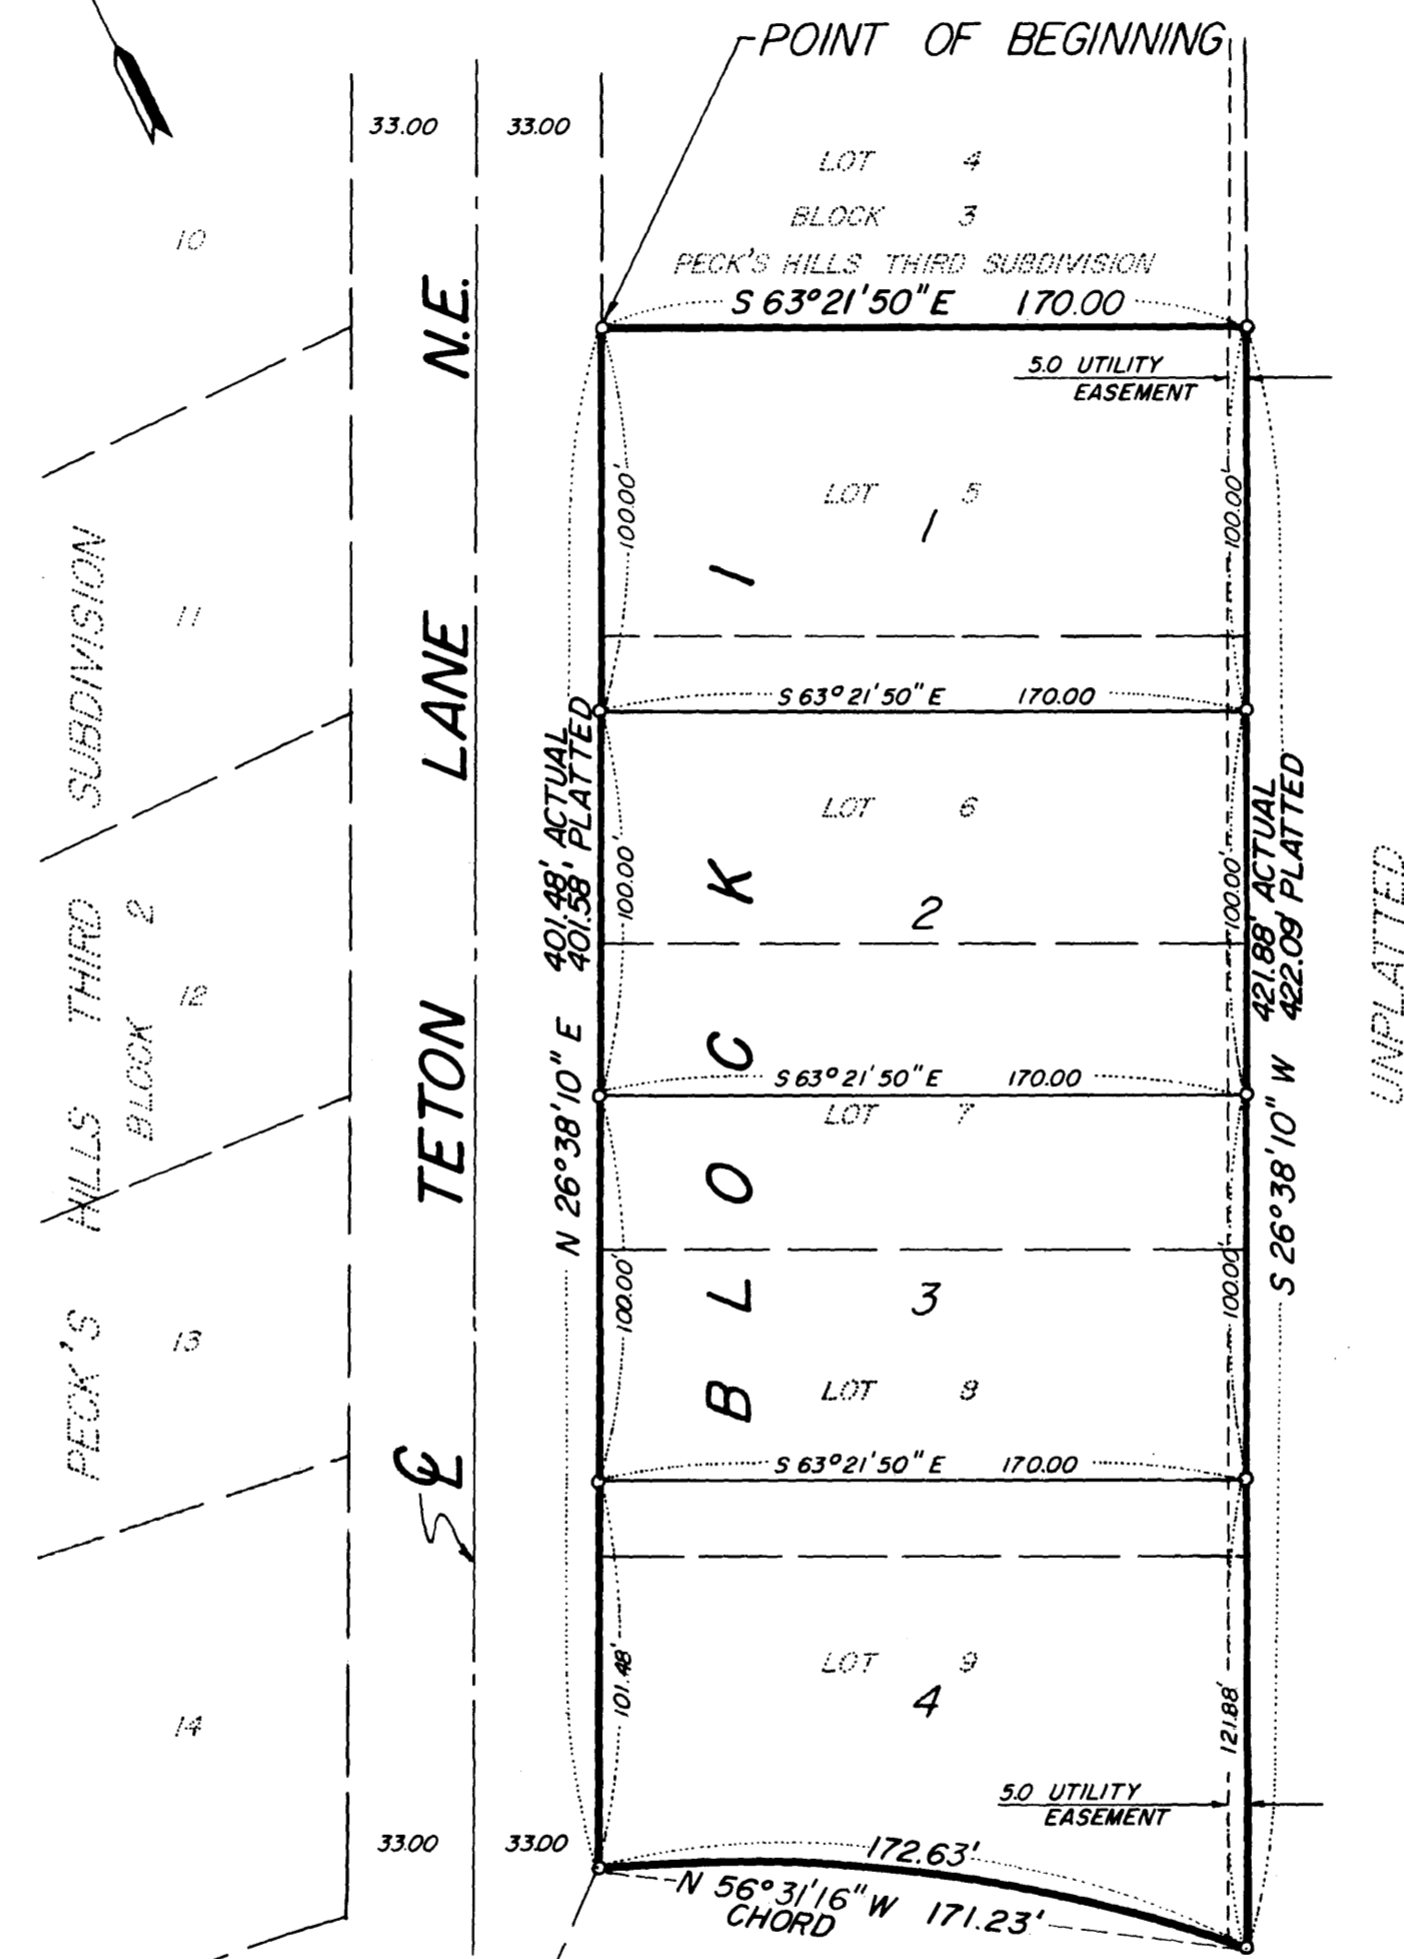 POINT OF BEGINNING
33.00
33.00
LOT 4
BLOCK 3
PECK'S HILLS THIRD SUBDIVISION
S 63°21'50" E 170.00
10
5.0 UTILITY
EASEMENT
100.00'
100.00'
LOT 5
1
11
S 63°21'50" E 170.00
LOT 6
2
100.00'
100.00'
12
S 63°21'50" E 170.00
LOT 7
3
100.00'
100.00'
13
LOT 8
S 63°21'50" E 170.00
LOT 9
4
101.48'
121.88'
14
5.0 UTILITY
EASEMENT
33.00
33.00
172.63'
N 56°31'16" W 171.23'
CHORD
PECK'S HILLS THIRD SUBDIVISION
BLOCK 2
℄ TETON LANE N.E.
N 26°38'10" E 401.48' ACTUAL
401.58' PLATTED
BLOCK 1
421.88' ACTUAL
S 26°38'10" W 422.09' PLATTED
UNPLATTED